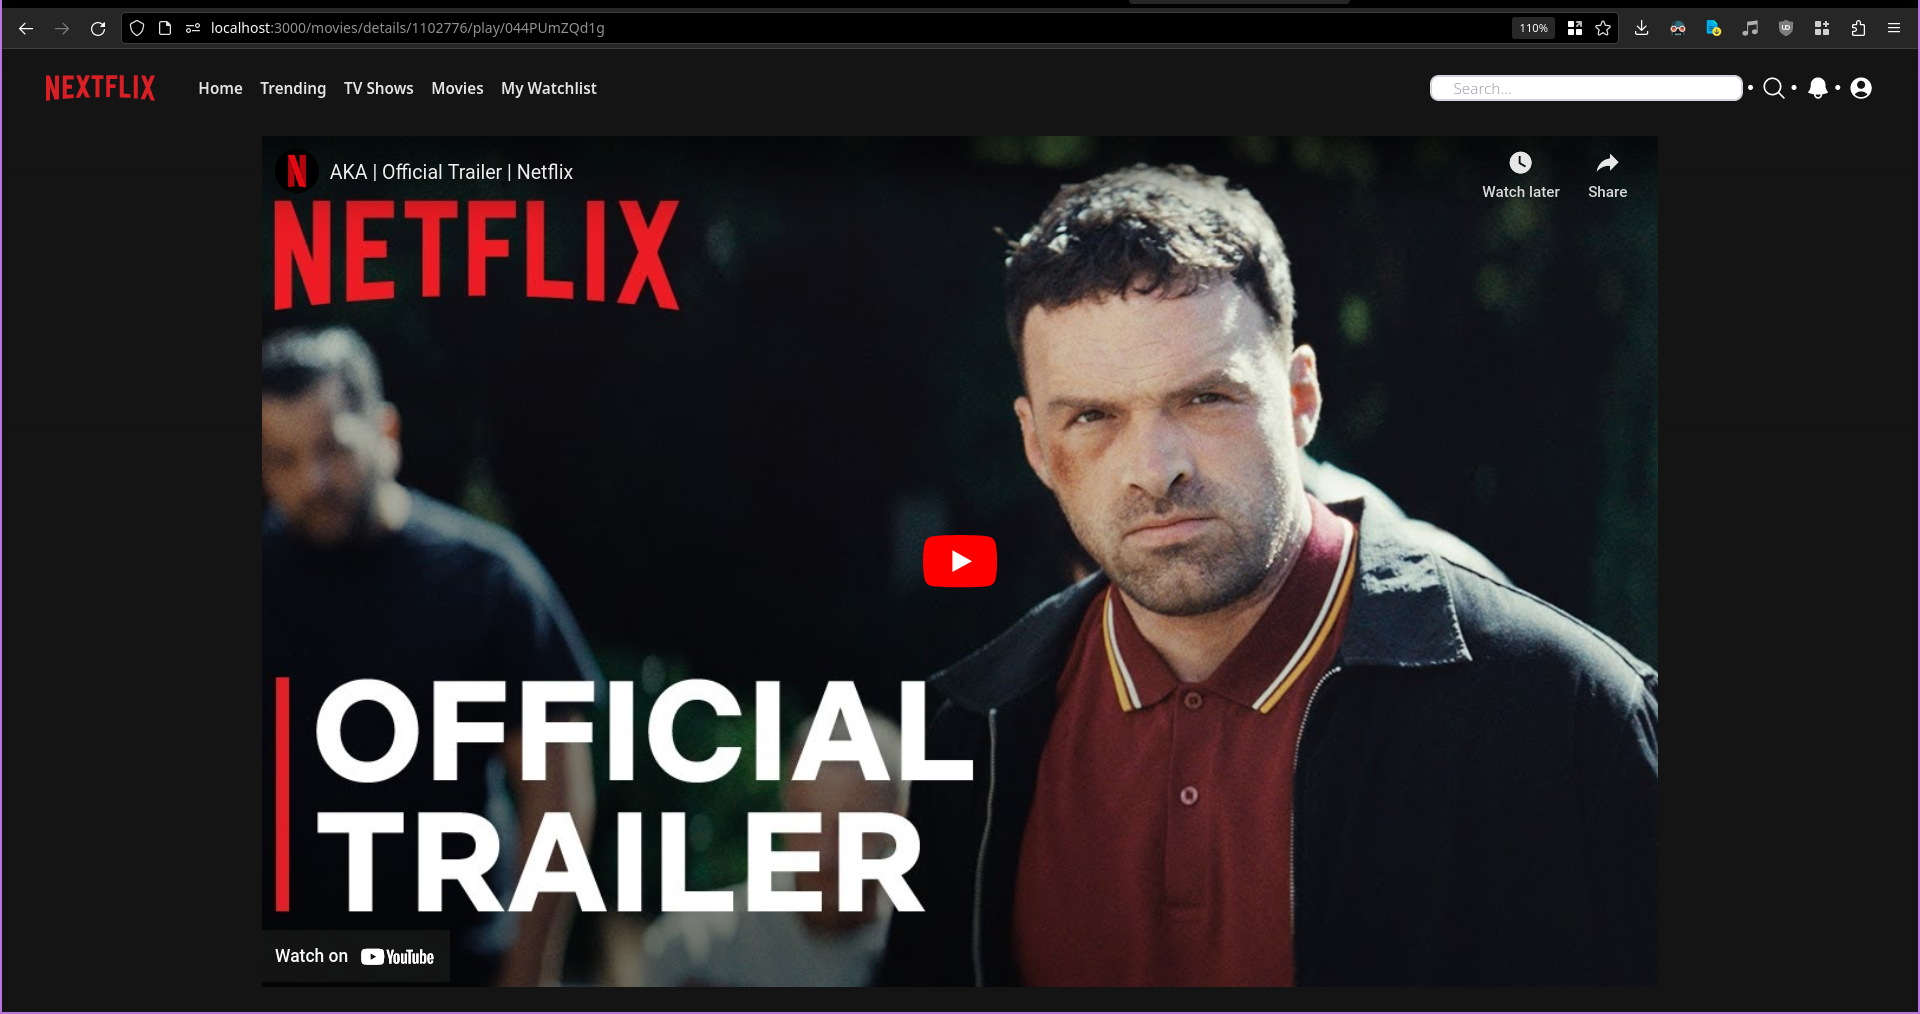 localhost:3000/movies/details/1102776/play/044PUmZQd1g
110%
NEXTFLIX
Home Trending TV Shows Movies My Watchlist
Search...
AKA | Official Trailer | Netflix
Watch later
Share
NETFLIX
OFFICIAL
TRAILER
Watch on YouTube